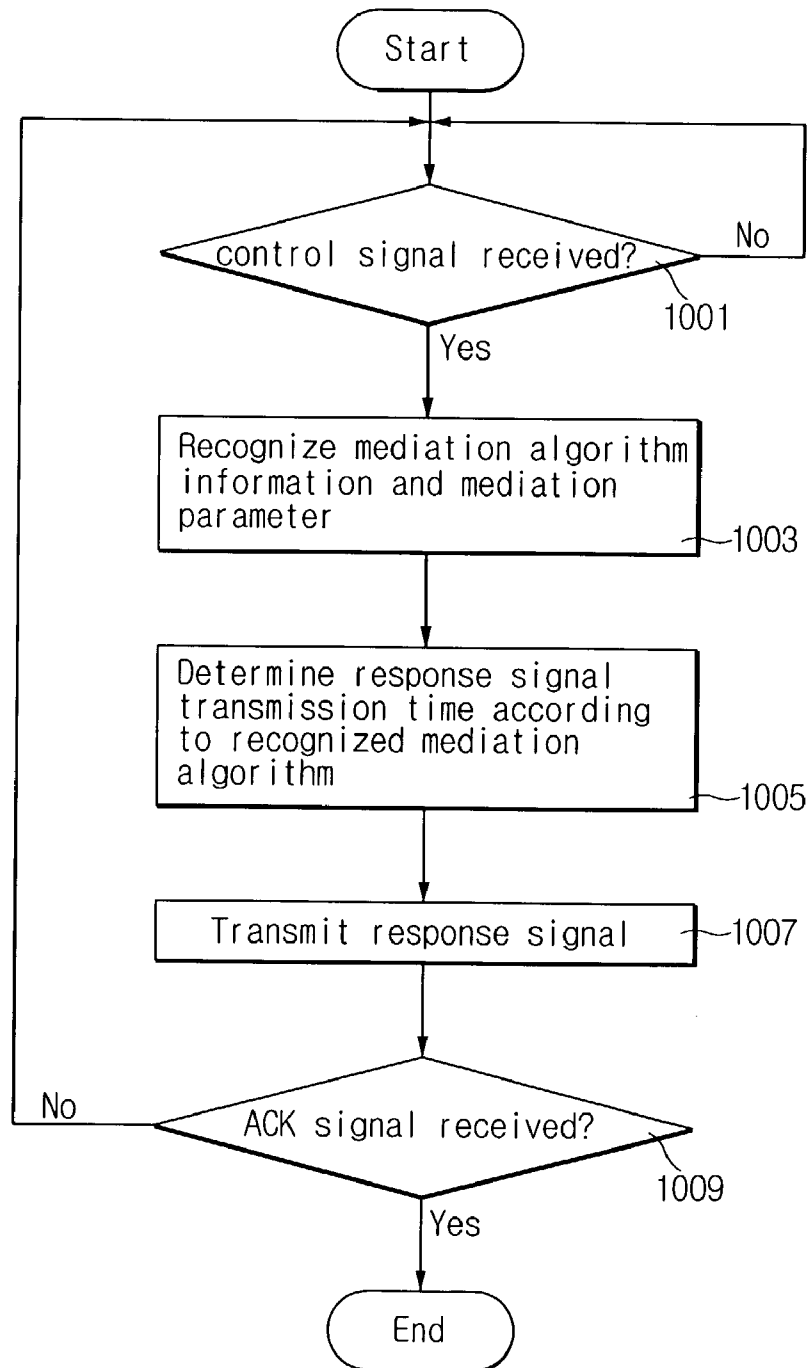 Start
control signal received?
No
1001
Yes
Recognize mediation algorithm
information and mediation
parameter
1003
Determine response signal
transmission time according
to recognized mediation
algorithm
1005
Transmit response signal
1007
No
ACK signal received?
1009
Yes
End